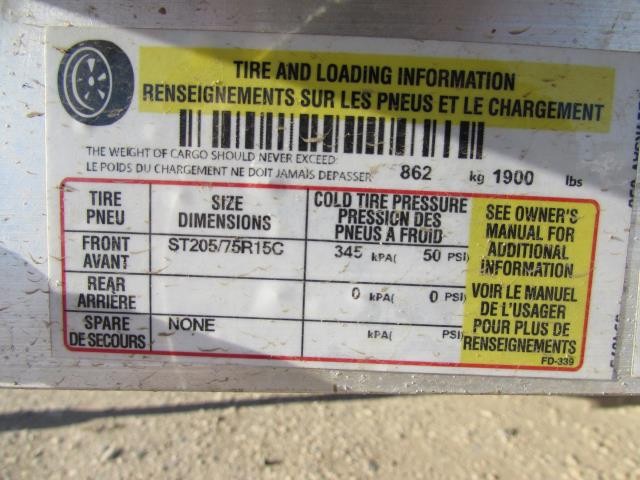 TIRE AND LOADING INFORMATION
RENSEIGNEMENTS SUR LES PNEUS ET LE CHARGEMENT
THE WEIGHT OF CARGO SHOULD NEVER EXCEED:
LE POIDS DU CHARGEMENT NE DOIT JAMAIS DEPASSER 862 kg 1900 lbs
TIRE
PNEU
SIZE
DIMENSIONS
COLD TIRE PRESSURE
PRESSION DES
PNEUS A FROID
SEE OWNER'S
MANUAL FOR
ADDITIONAL
INFORMATION
VOIR LE MANUEL
DE L'USAGER
POUR PLUS DE
RENSEIGNEMENTS
FD-339
FRONT
AVANT
ST205/75R15C
345 kPA( 50 PSI)
REAR
ARRIÈRE
0 kPA( 0 PSI)
SPARE
DE SECOURS
NONE
kPA( PSI)